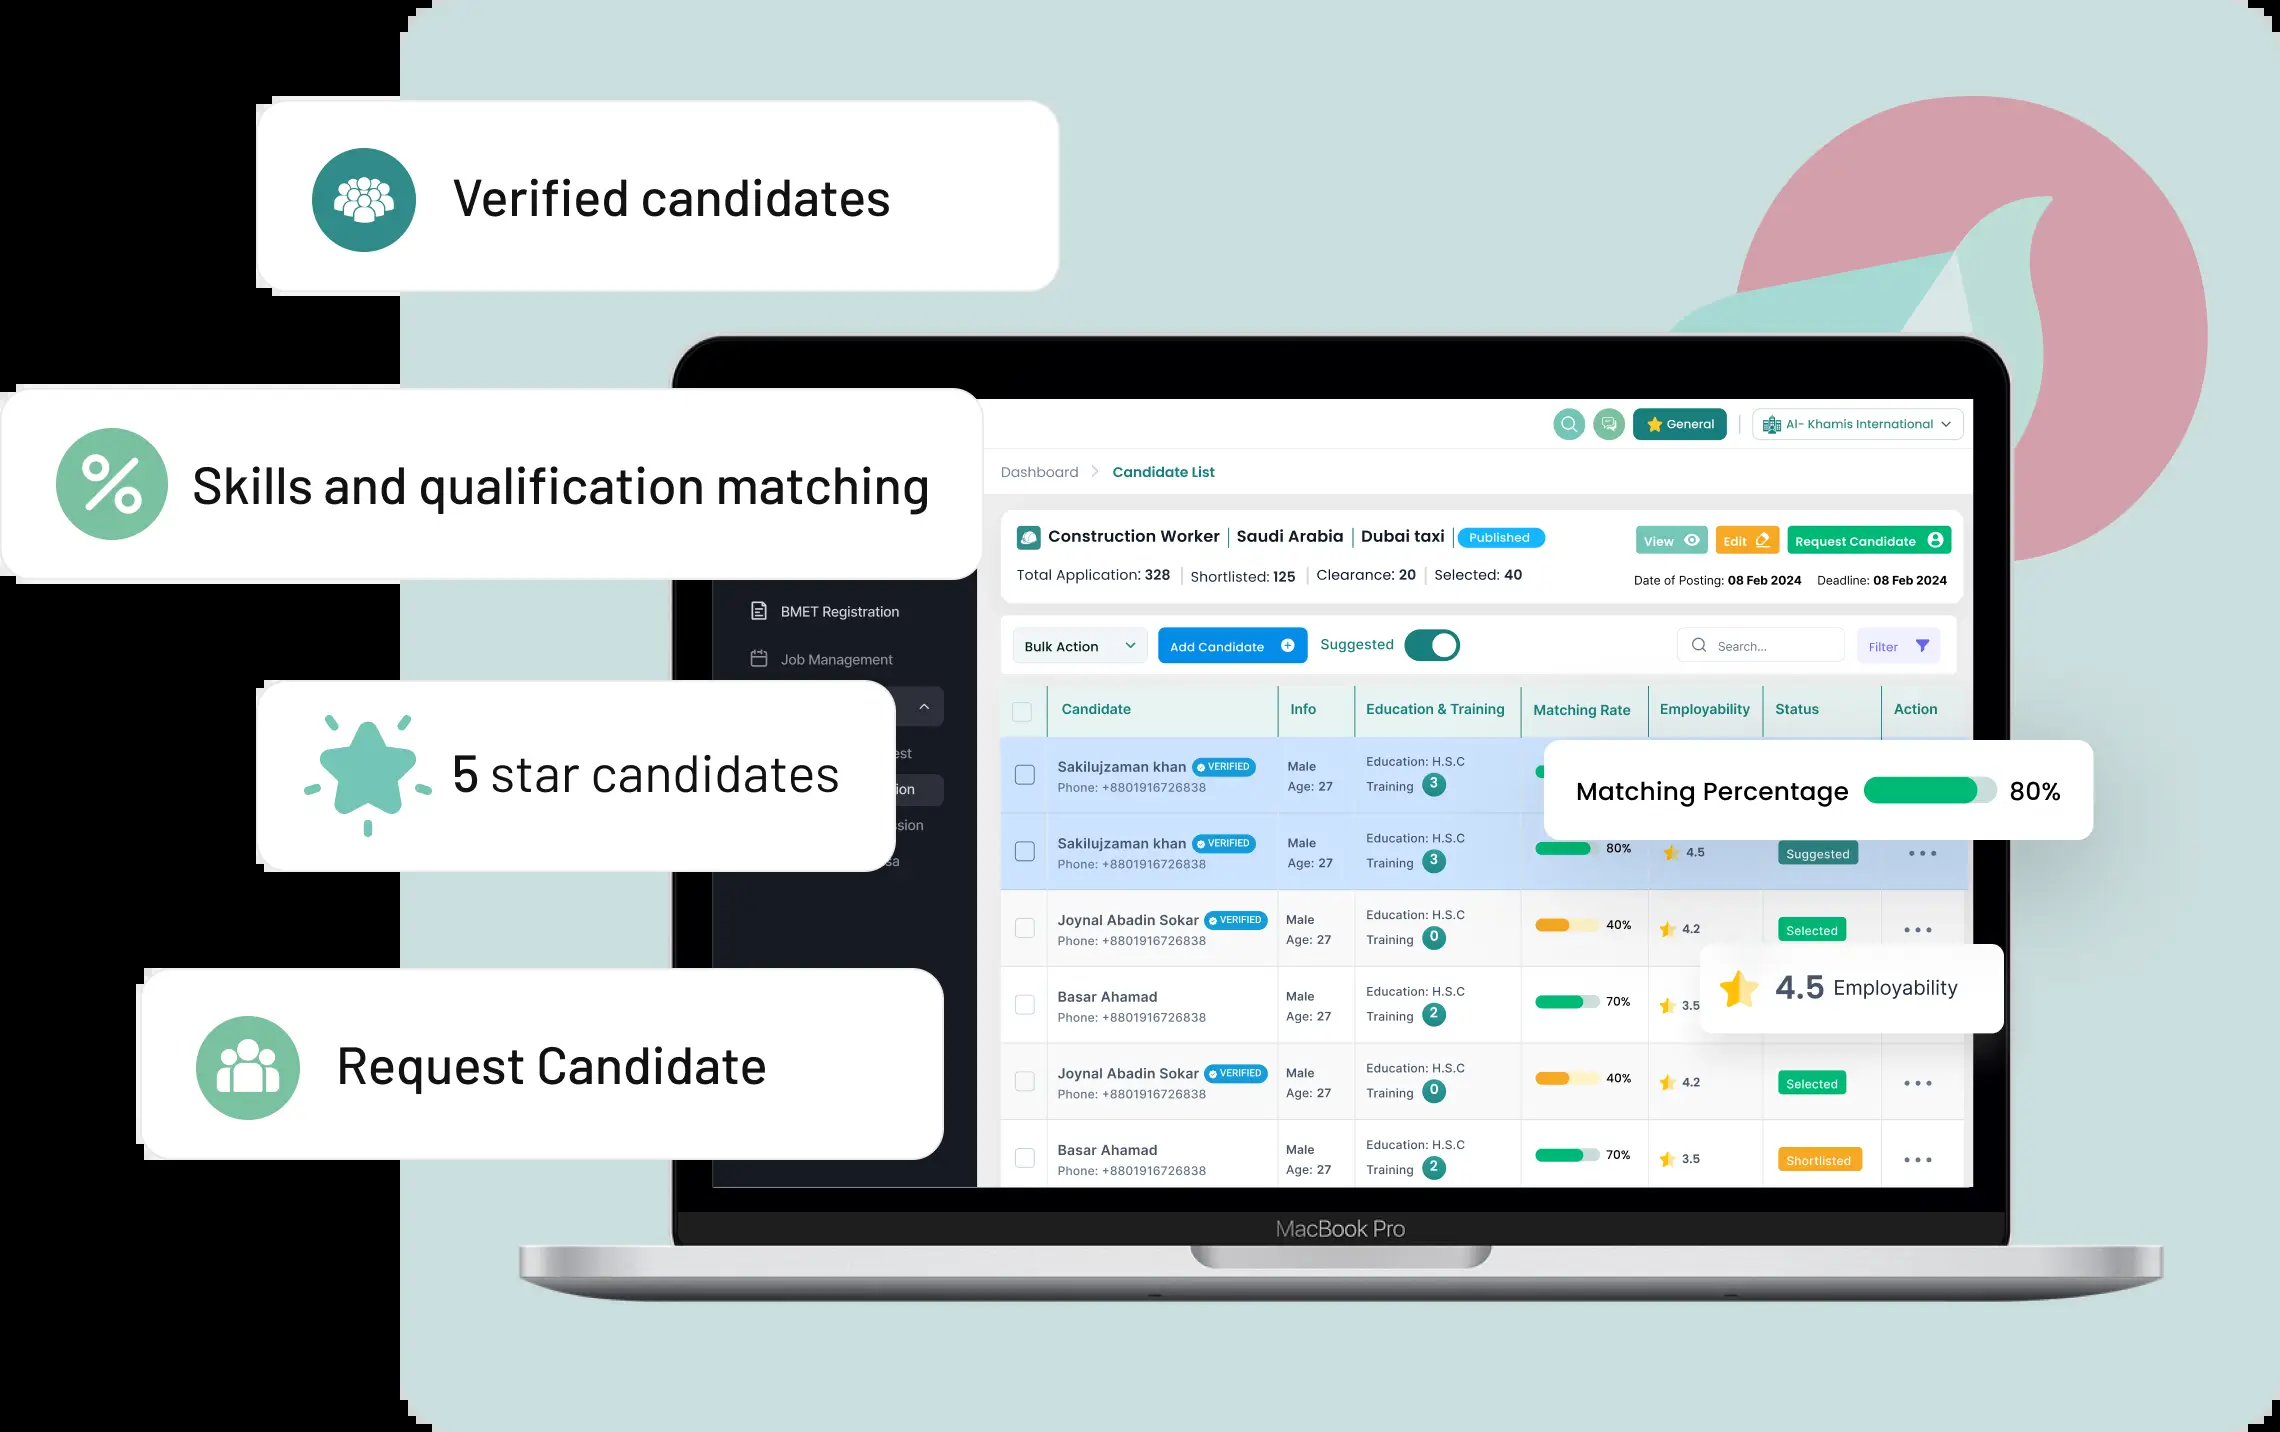 Verified candidates
Skills and qualification matching
5 star candidates
Request Candidate
General
Al- Khamis International
Dashboard > Candidate List
Construction Worker | Saudi Arabia | Dubai taxi | Published
View Edit Request Candidate
Total Application: 328 | Shortlisted: 125 | Clearance: 20 | Selected: 40
Date of Posting: 08 Feb 2024 Deadline: 08 Feb 2024
BMET Registration
Job Management
Bulk Action Add Candidate Suggested Search... Filter
Candidate Info Education & Training Matching Rate Employability Status Action
Sakilujzaman khan VERIFIED Male Education: H.S.C
Phone: +8801916726838 Age: 27 Training 3
Matching Percentage 80%
Sakilujzaman khan VERIFIED Male Education: H.S.C 80% 4.5 Suggested
Phone: +8801916726838 Age: 27 Training 3
Joynal Abadin Sokar VERIFIED Male Education: H.S.C 40% 4.2 Selected
Phone: +8801916726838 Age: 27 Training 0
4.5 Employability
Basar Ahamad Male Education: H.S.C 70% 3.5
Phone: +8801916726838 Age: 27 Training 2
Joynal Abadin Sokar VERIFIED Male Education: H.S.C 40% 4.2 Selected
Phone: +8801916726838 Age: 27 Training 0
Basar Ahamad Male Education: H.S.C 70% 3.5 Shortlisted
Phone: +8801916726838 Age: 27 Training 2
MacBook Pro